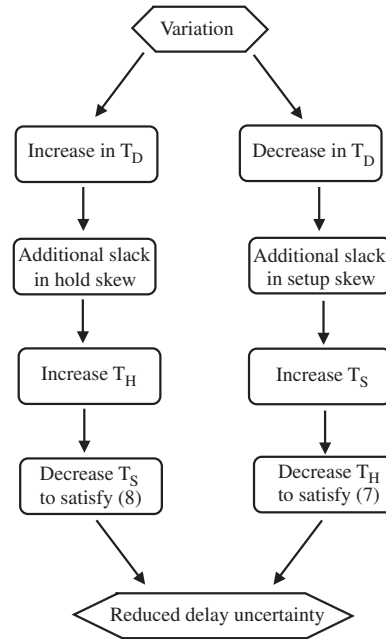 Variation
Increase in T_D
Decrease in T_D
Additional slack
in hold skew
Additional slack
in setup skew
Increase T_H
Increase T_S
Decrease T_S
to satisfy (8)
Decrease T_H
to satisfy (7)
Reduced delay uncertainty